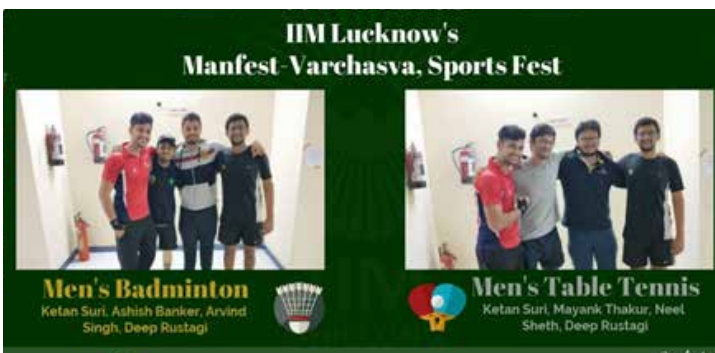 IIM Lucknow's
Manfest-Varchasva, Sports Fest
Men's Badminton
Ketan Suri, Ashish Banker, Arvind
Singh, Deep Rustagi
Men's Table Tennis
Ketan Suri, Mayank Thakur, Neel
Sheth, Deep Rustagi